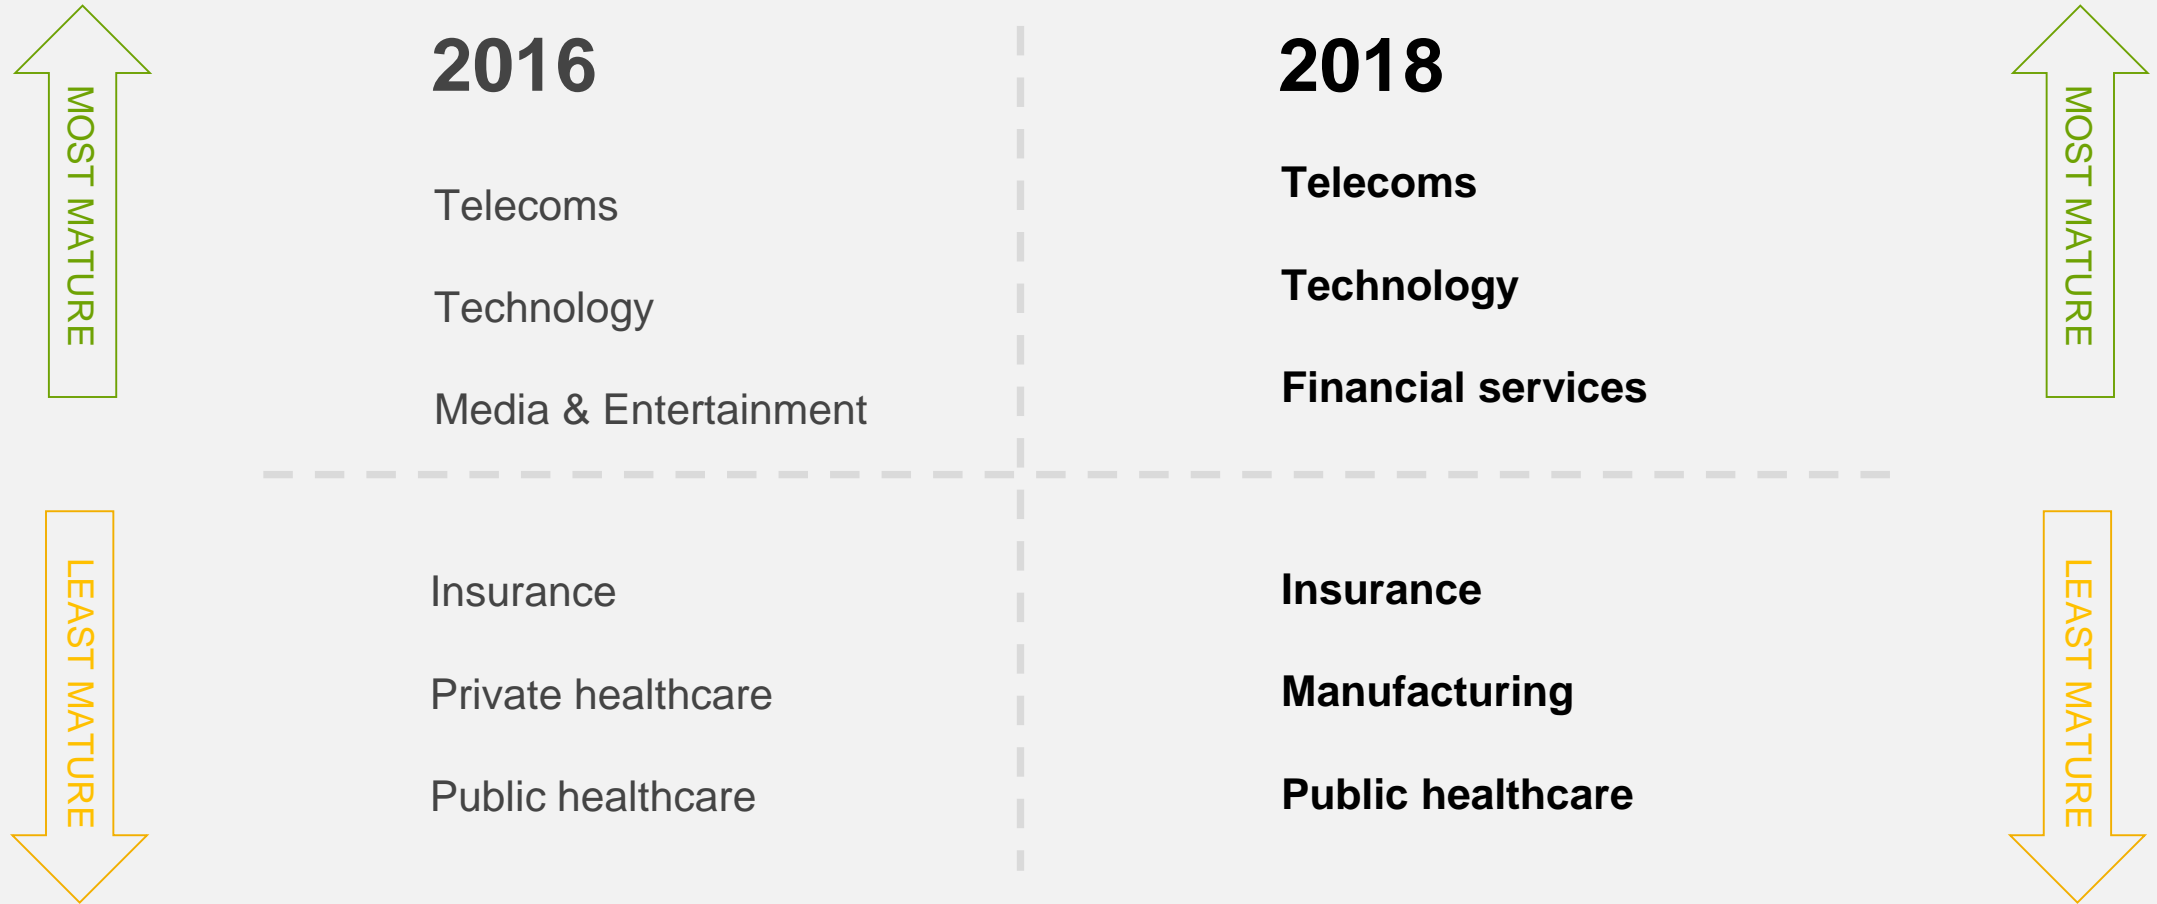 MOST MATURE
2016
Telecoms
Technology
Media & Entertainment
2018
Telecoms
Technology
Financial services
MOST MATURE
LEAST MATURE
Insurance
Private healthcare
Public healthcare
Insurance
Manufacturing
Public healthcare
LEAST MATURE